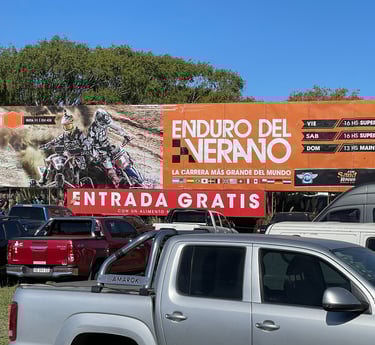 ENDURO DEL
VERANO
LA CARRERA MÁS GRANDE DEL MUNDO
VIE 16 HS SUPER
SAB 16 HS SUPER
DOM 13 HS MAIN
ENTRADA GRATIS
CON UN ALIMENTO
AMAROK